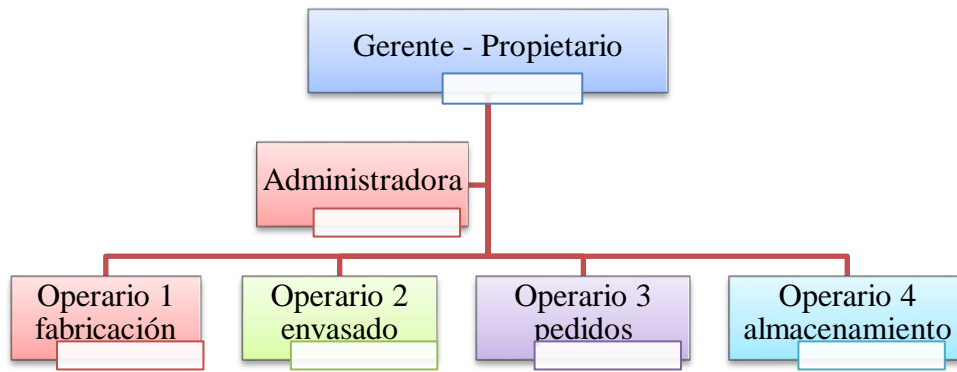 Gerente - Propietario
Administradora
Operario 1
fabricación
Operario 2
envasado
Operario 3
pedidos
Operario 4
almacenamiento